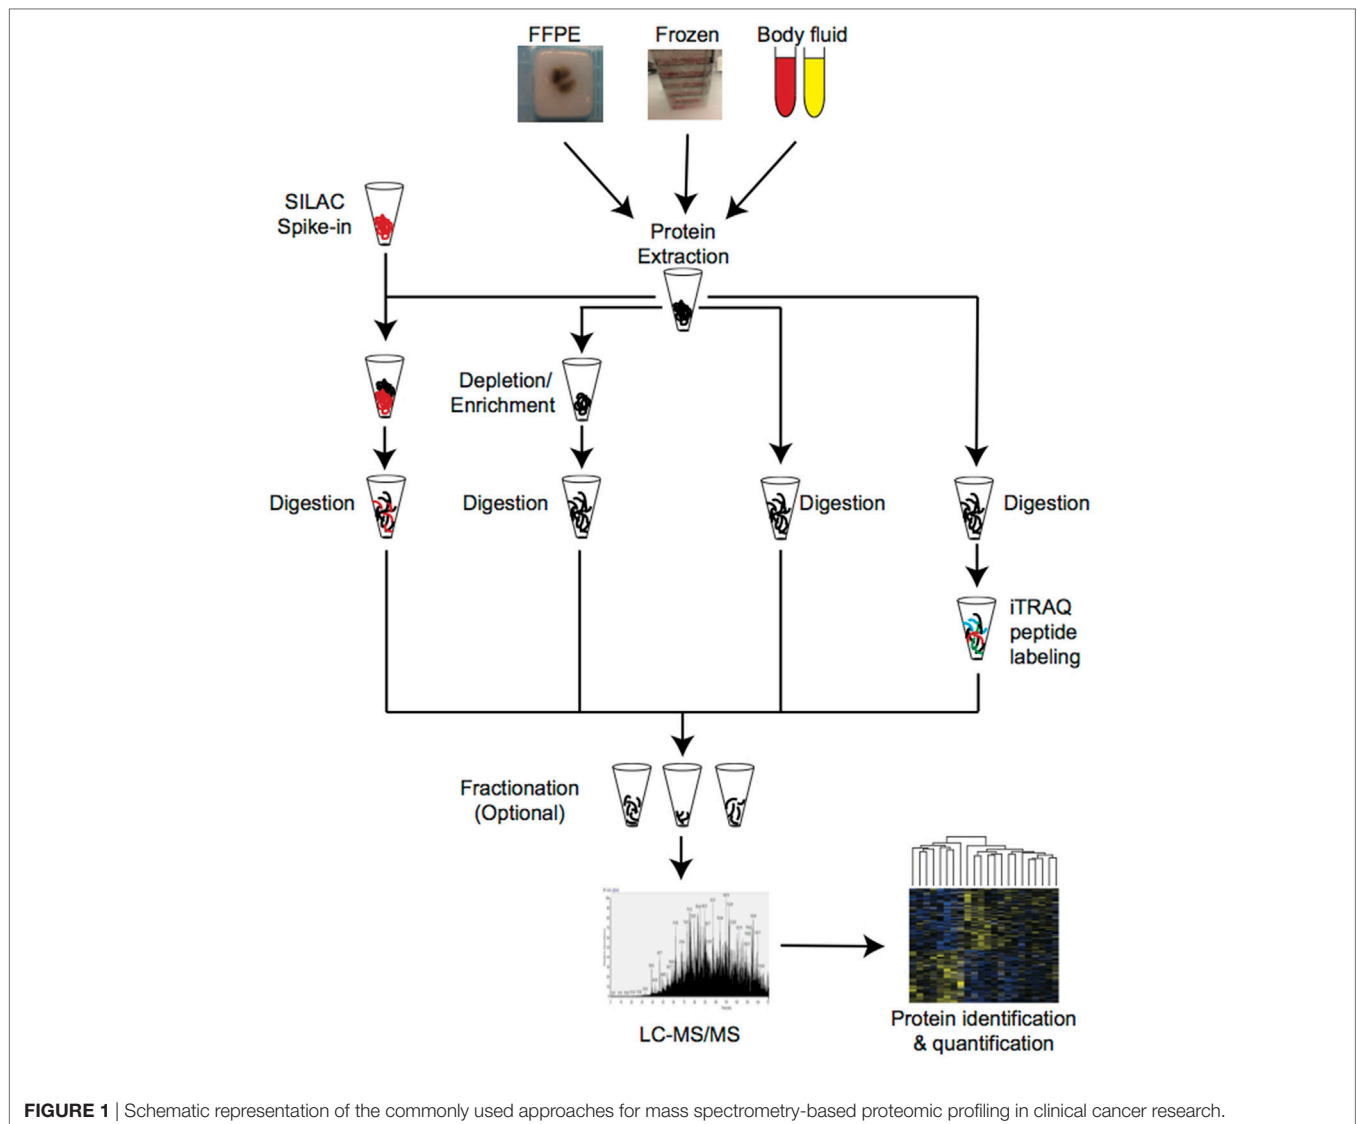 FFPE
Frozen
Body fluid
SILAC
Spike-in
Protein
Extraction
Depletion/
Enrichment
Digestion
Digestion
Digestion
Digestion
iTRAQ
peptide
labeling
Fractionation
(Optional)
LC-MS/MS
Protein identification
& quantification
FIGURE 1 | Schematic representation of the commonly used approaches for mass spectrometry-based proteomic profiling in clinical cancer research.